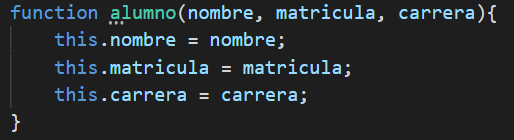 function alumno(nombre, matricula, carrera){
    this.nombre = nombre;
    this.matricula = matricula;
    this.carrera = carrera;
}